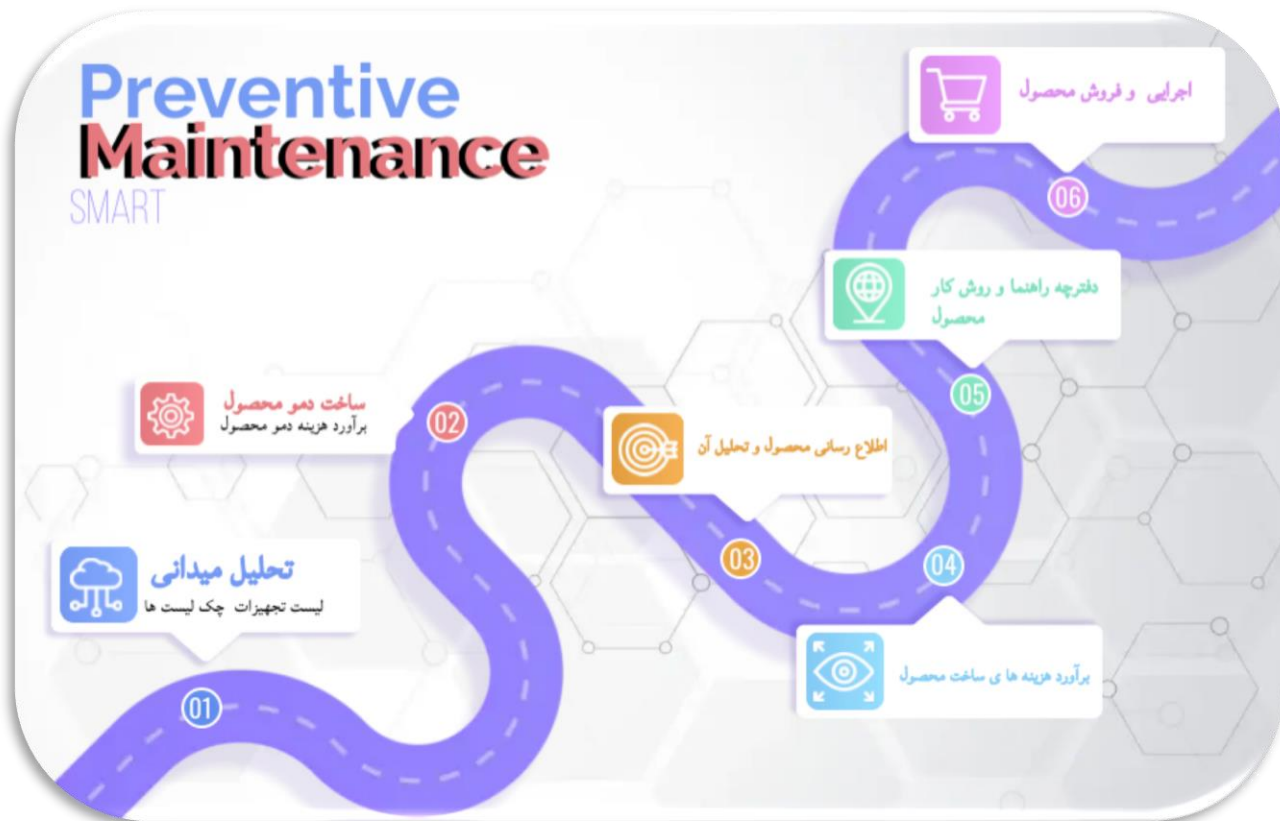 Preventive
Maintenance
SMART
01
تحلیل میدانی
لیست تجهیزات چک لیست ها
02
ساخت دمو محصول
برآورد هزینه دمو محصول
03
اطلاع رسانی محصول و تحلیل آن
04
برآورد هزینه ها ی ساخت محصول
05
دفترچه راهنما و روش کار
محصول
06
اجرایی و فروش محصول